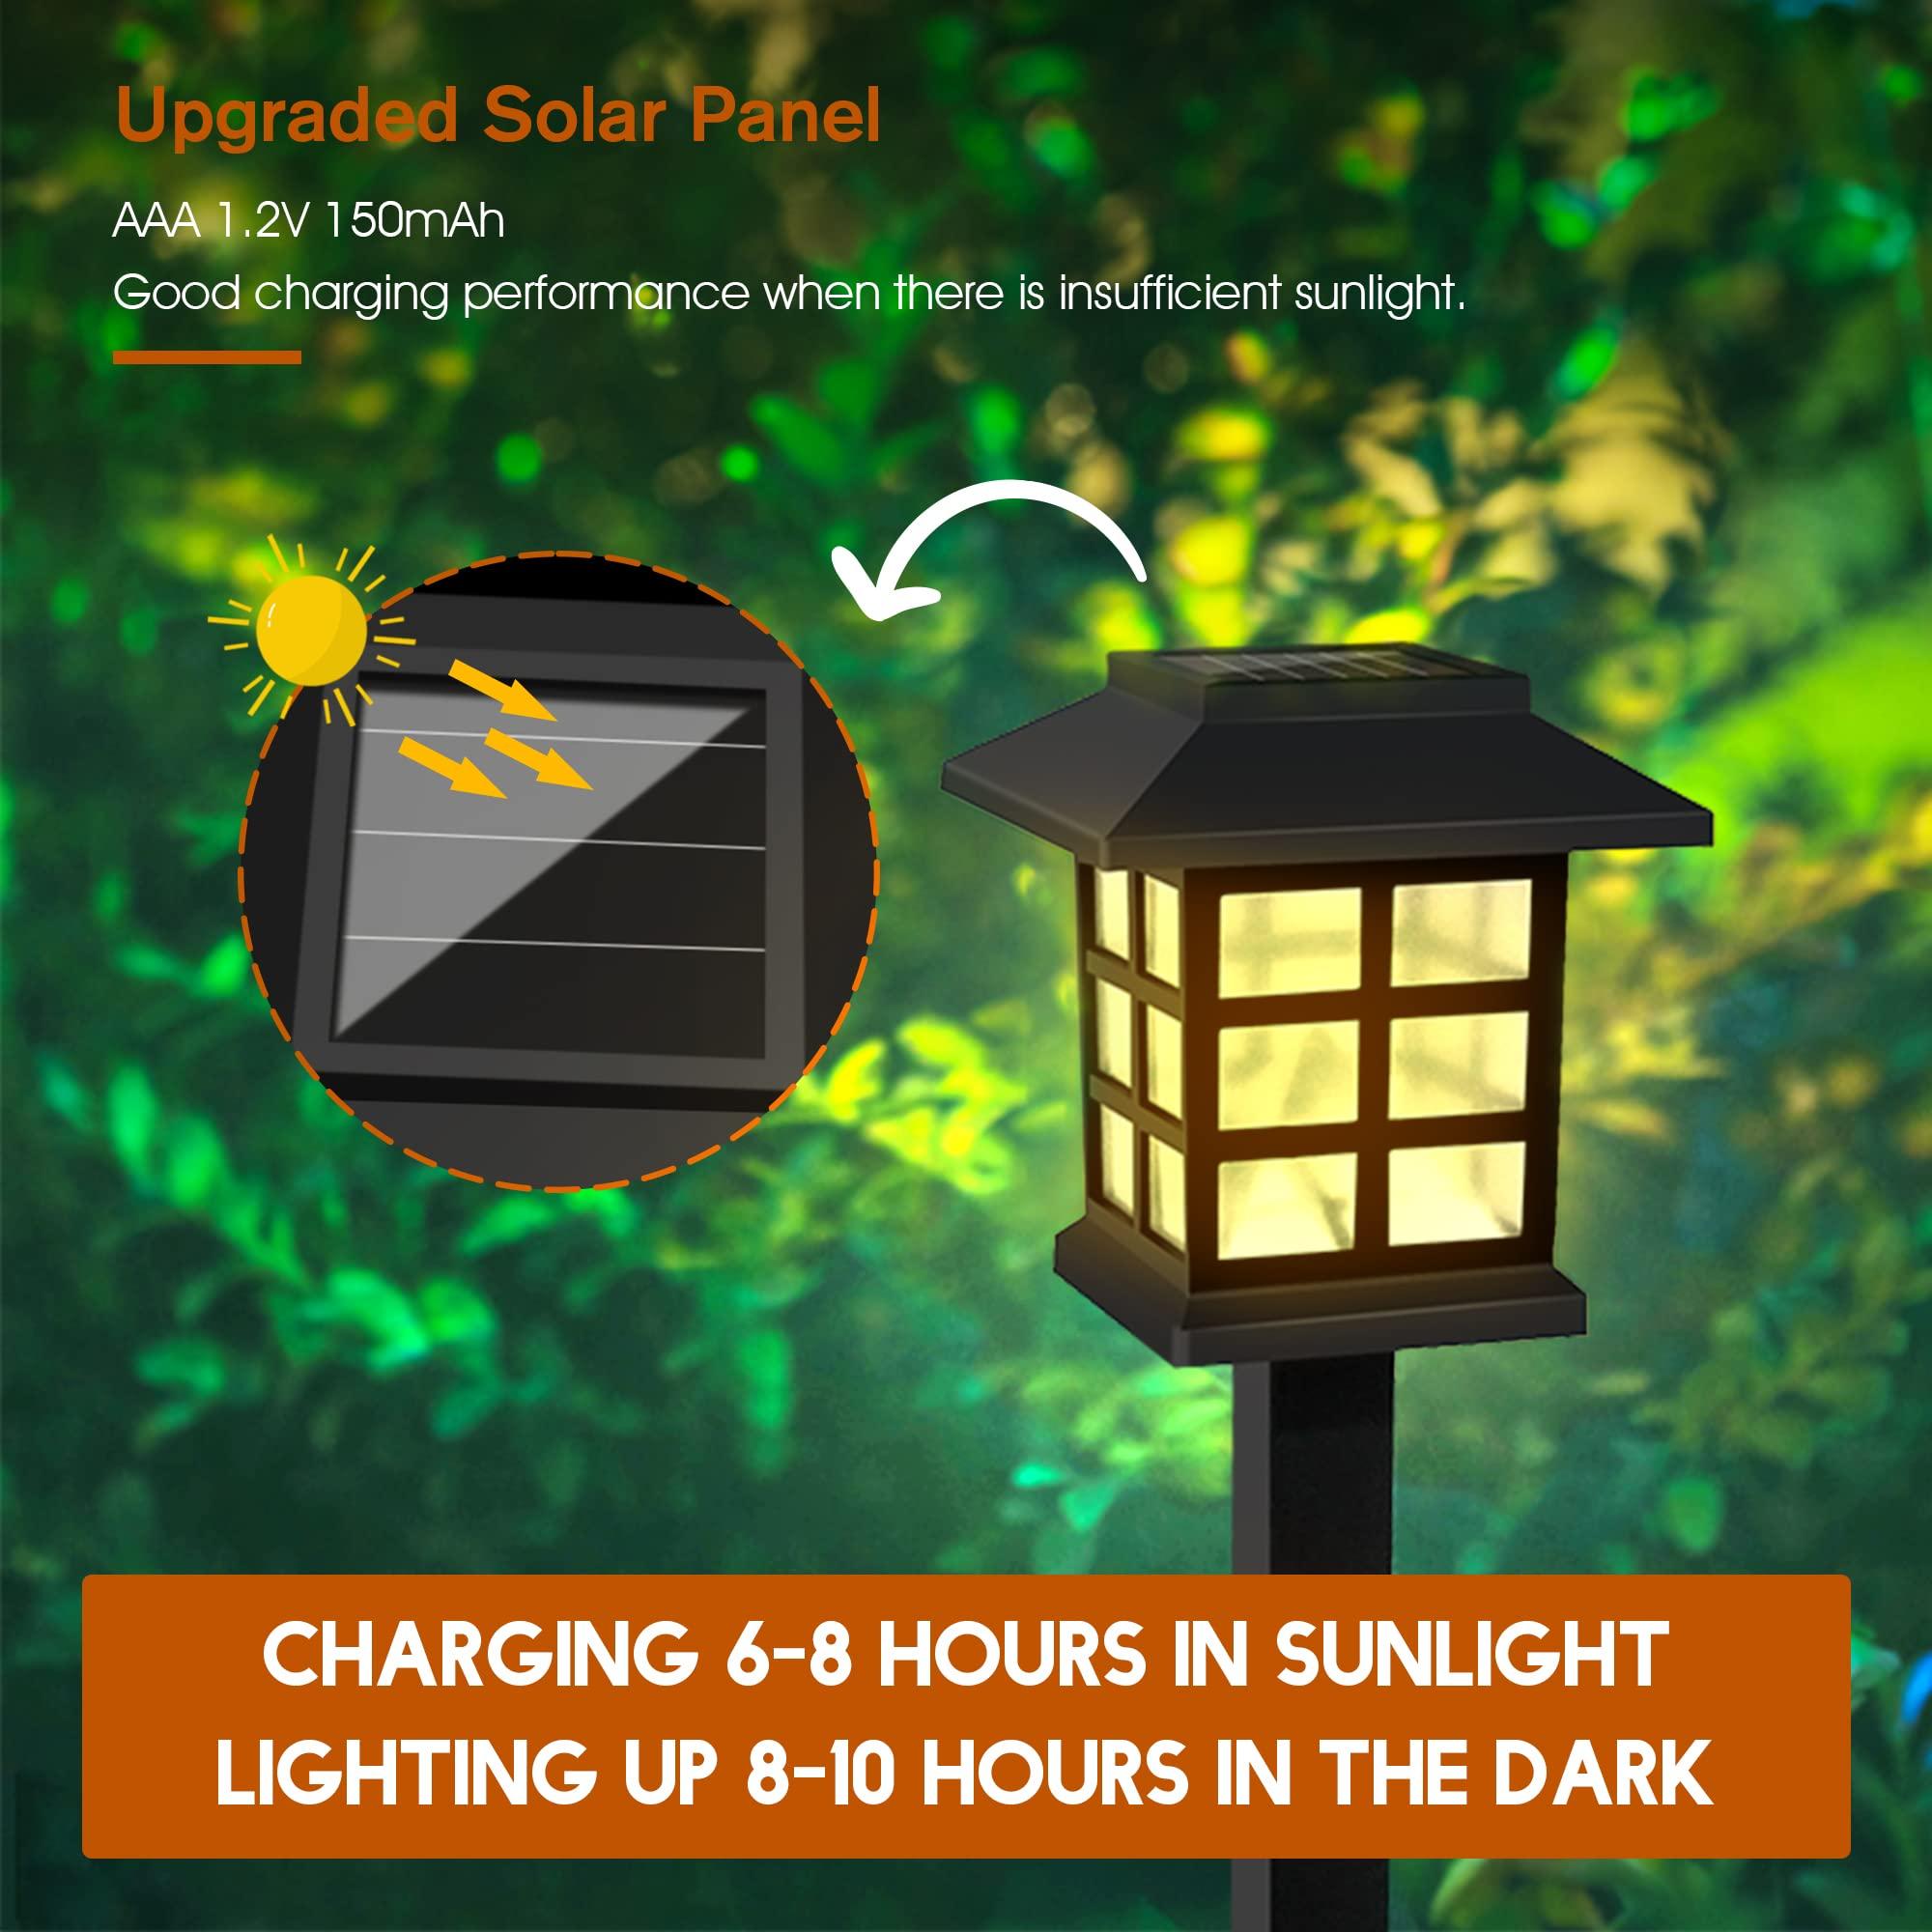 Upgraded Solar Panel
AAA 1.2V 150mAh
Good charging performance when there is insufficient sunlight.
CHARGING 6-8 HOURS IN SUNLIGHT
LIGHTING UP 8-10 HOURS IN THE DARK